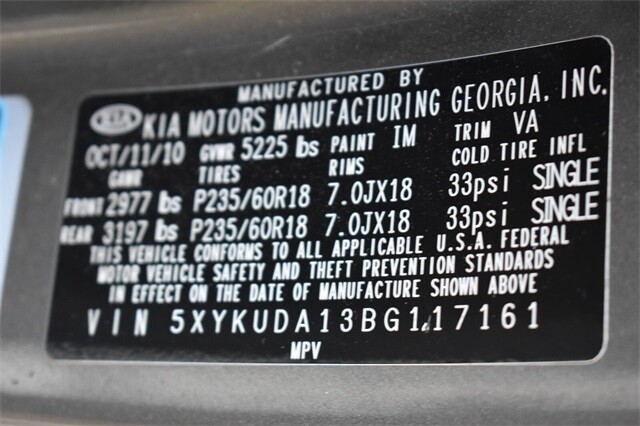 MANUFACTURED BY
KIA KIA MOTORS MANUFACTURING GEORGIA, INC.
OCT/11/10 GVWR 5225 lbs PAINT IM TRIM VA
GAWR TIRES RIMS COLD TIRE INFL
FRONT 2977 lbs P235/60R18 7.0JX18 33psi SINGLE
REAR 3197 lbs P235/60R18 7.0JX18 33psi SINGLE
THIS VEHICLE CONFORMS TO ALL APPLICABLE U.S.A. FEDERAL
MOTOR VEHICLE SAFETY AND THEFT PREVENTION STANDARDS
IN EFFECT ON THE DATE OF MANUFACTURE SHOWN ABOVE
VIN 5XYKUDA13BG117161
MPV